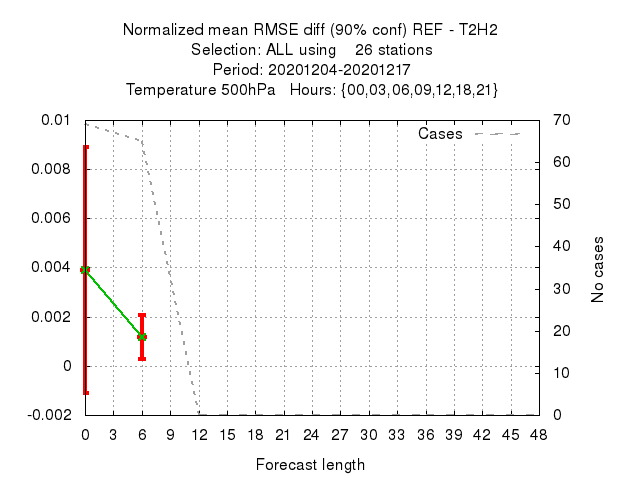 Normalized mean RMSE diff (90% conf) REF - T2H2
Selection: ALL using 26 stations
Period: 20201204-20201217
Temperature 500hPa Hours: {00,03,06,09,12,18,21}
Cases
0.01
0.008
0.006
0.004
0.002
0
-0.002
70
60
50
40
30
20
10
0
No cases
0 3 6 9 12 15 18 21 24 27 30 33 36 39 42 45 48
Forecast length